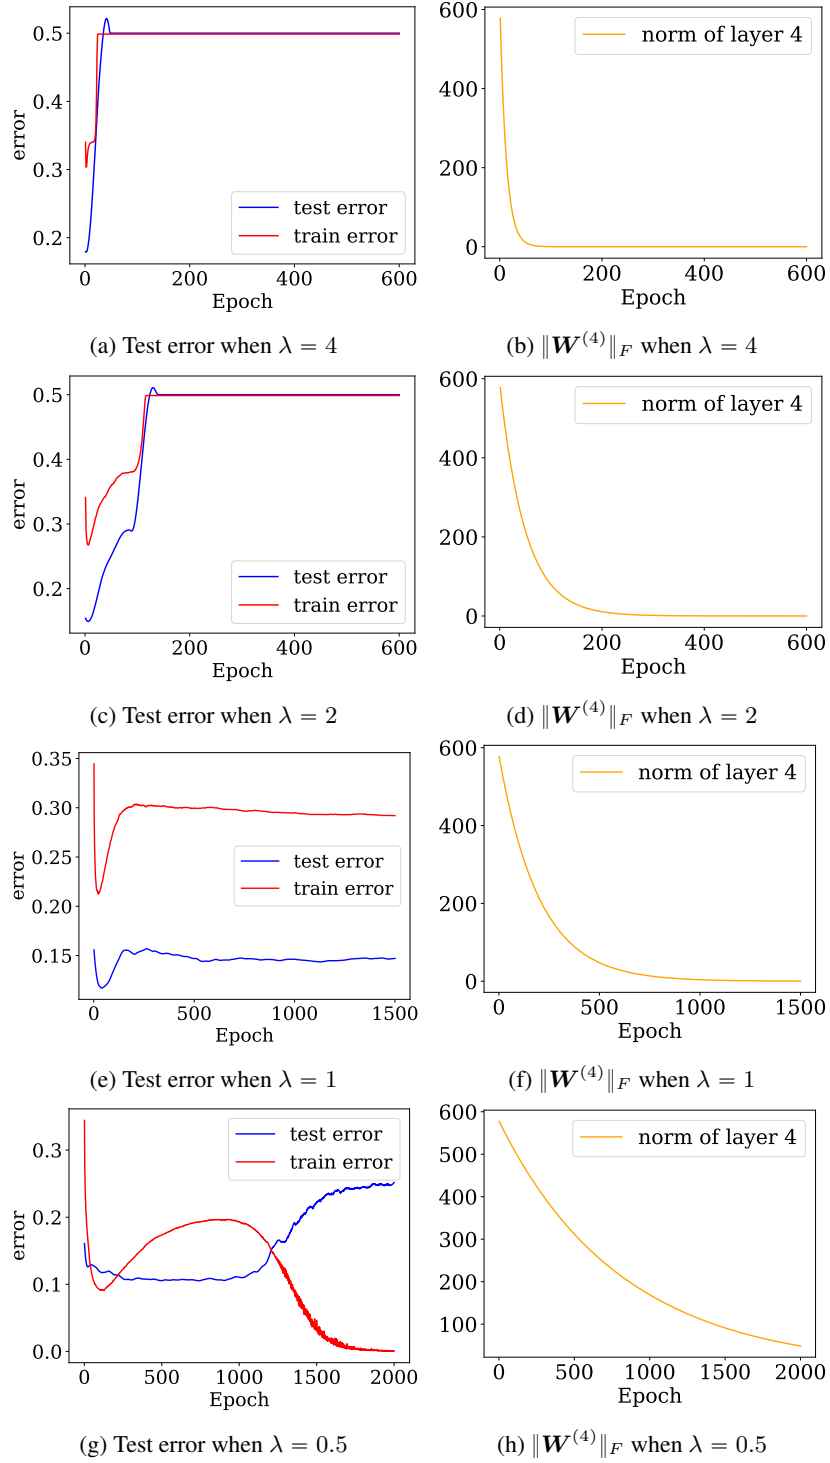 error
0.5
0.4
0.3
0.2
test error
train error
0 200 400 600
Epoch
600
400
200
0
norm of layer 4
0 200 400 600
Epoch
(a) Test error when λ = 4
(b) ∥W⁽⁴⁾∥_F when λ = 4
error
0.5
0.4
0.3
0.2
test error
train error
0 200 400 600
Epoch
600
400
200
0
norm of layer 4
0 200 400 600
Epoch
(c) Test error when λ = 2
(d) ∥W⁽⁴⁾∥_F when λ = 2
error
0.35
0.30
0.25
0.20
0.15
test error
train error
0 500 1000 1500
Epoch
600
400
200
0
norm of layer 4
0 500 1000 1500
Epoch
(e) Test error when λ = 1
(f) ∥W⁽⁴⁾∥_F when λ = 1
error
0.3
0.2
0.1
0.0
test error
train error
0 500 1000 1500 2000
Epoch
600
500
400
300
200
100
norm of layer 4
0 500 1000 1500 2000
Epoch
(g) Test error when λ = 0.5
(h) ∥W⁽⁴⁾∥_F when λ = 0.5